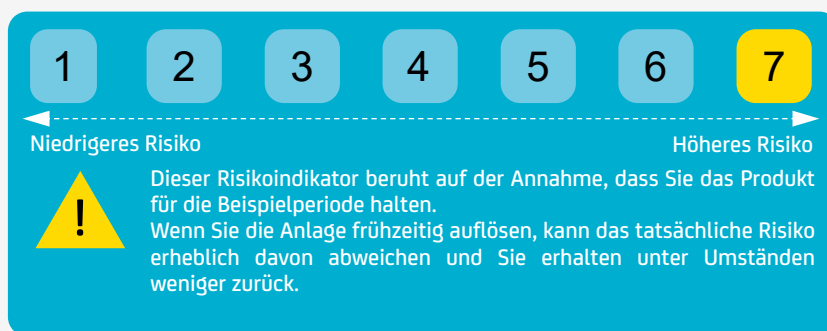 1 2 3 4 5 6 7
Niedrigeres Risiko Höheres Risiko
!
Dieser Risikoindikator beruht auf der Annahme, dass Sie das Produkt
für die Beispielperiode halten.
Wenn Sie die Anlage frühzeitig auflösen, kann das tatsächliche Risiko
erheblich davon abweichen und Sie erhalten unter Umständen
weniger zurück.